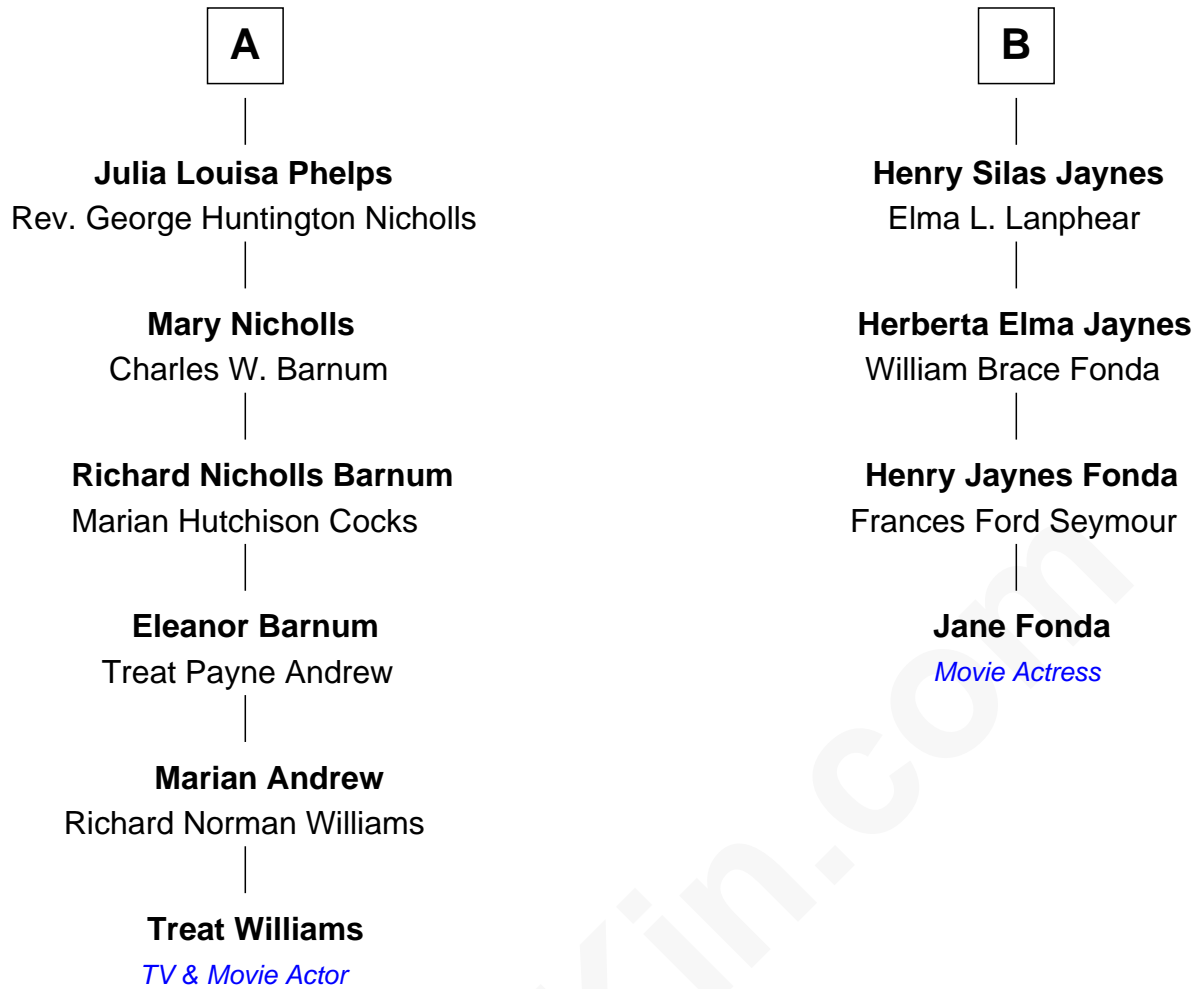 A
Julia Louisa Phelps
Rev. George Huntington Nicholls
Mary Nicholls
Charles W. Barnum
Richard Nicholls Barnum
Marian Hutchison Cocks
Eleanor Barnum
Treat Payne Andrew
Marian Andrew
Richard Norman Williams
Treat Williams
TV & Movie Actor
B
Henry Silas Jaynes
Elma L. Lanphear
Herberta Elma Jaynes
William Brace Fonda
Henry Jaynes Fonda
Frances Ford Seymour
Jane Fonda
Movie Actress
Kin.com